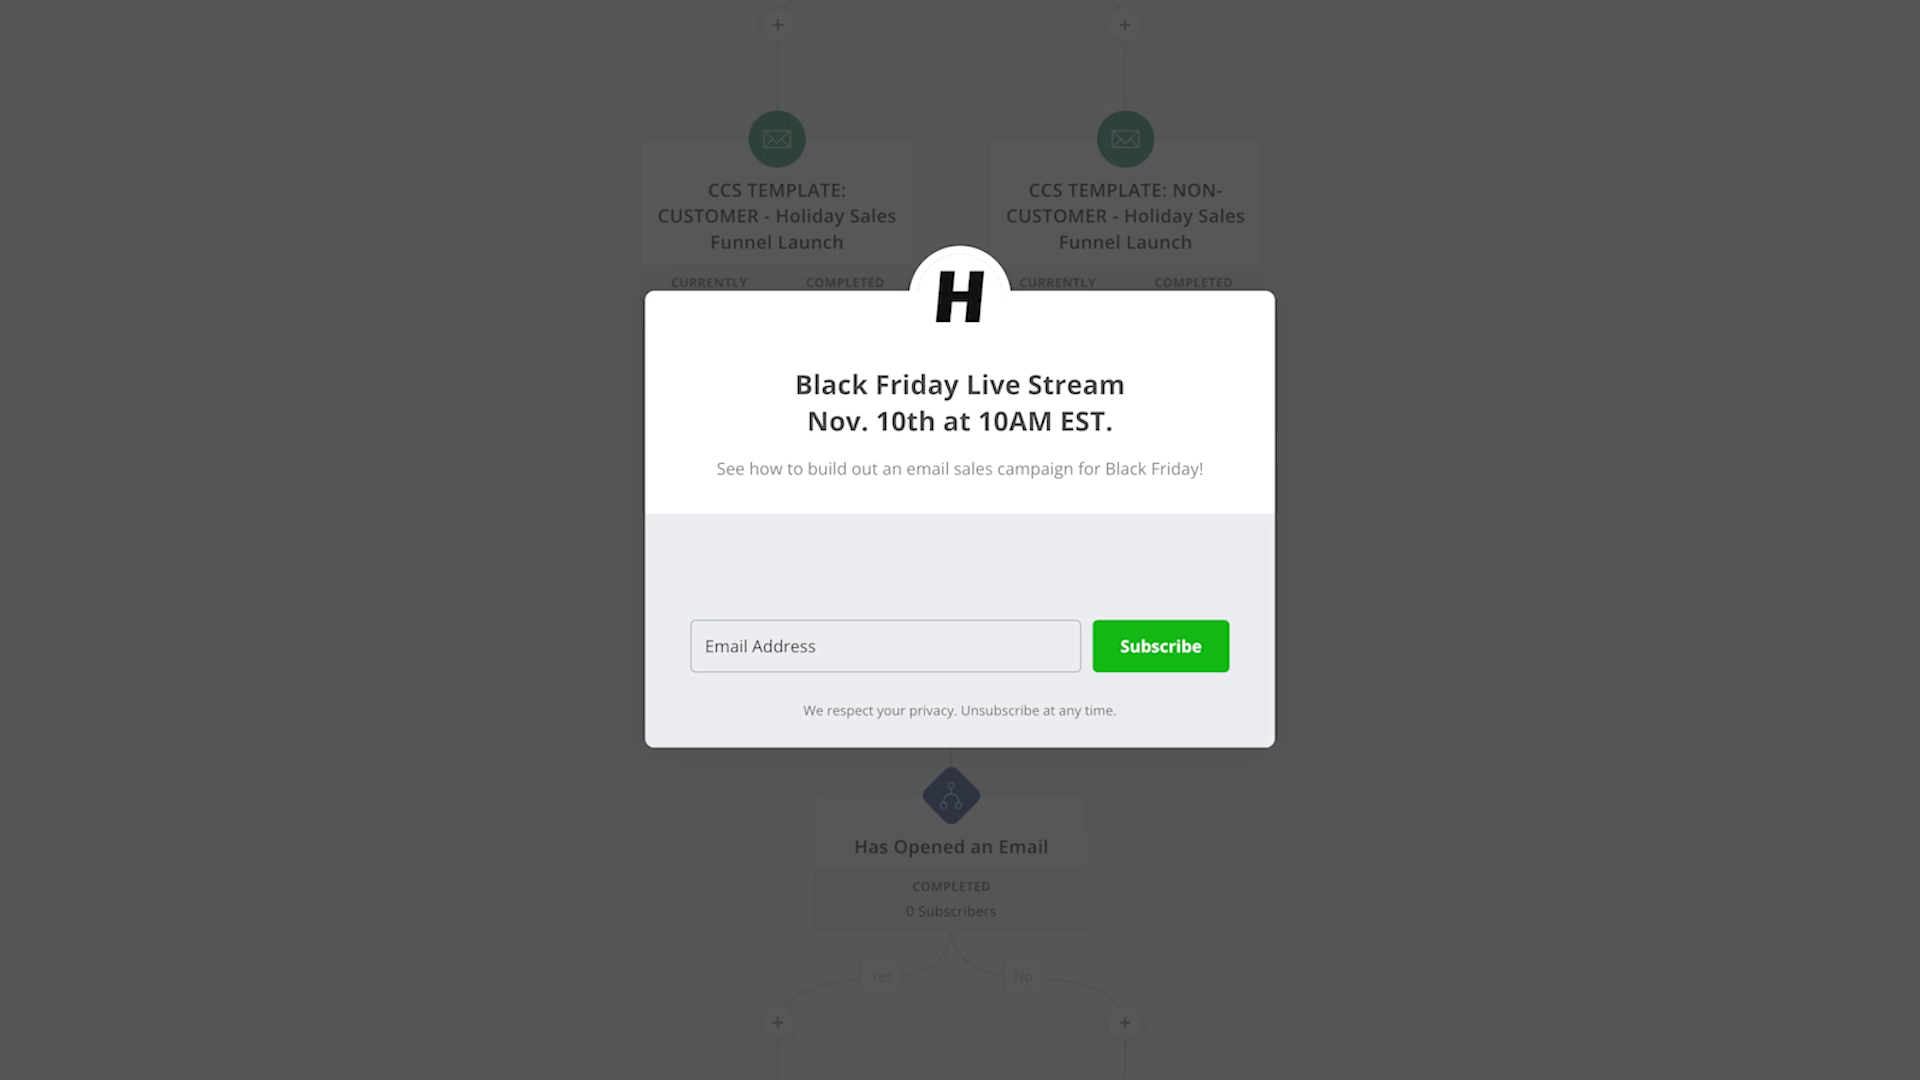 CCS TEMPLATE:
CUSTOMER - Holiday Sales
Funnel Launch
CURRENTLY COMPLETED
CCS TEMPLATE: NON-
CUSTOMER - Holiday Sales
Funnel Launch
CURRENTLY COMPLETED
H
Black Friday Live Stream
Nov. 10th at 10AM EST.
See how to build out an email sales campaign for Black Friday!
Email Address
Subscribe
We respect your privacy. Unsubscribe at any time.
Has Opened an Email
COMPLETED
0 Subscribers
Yes
No